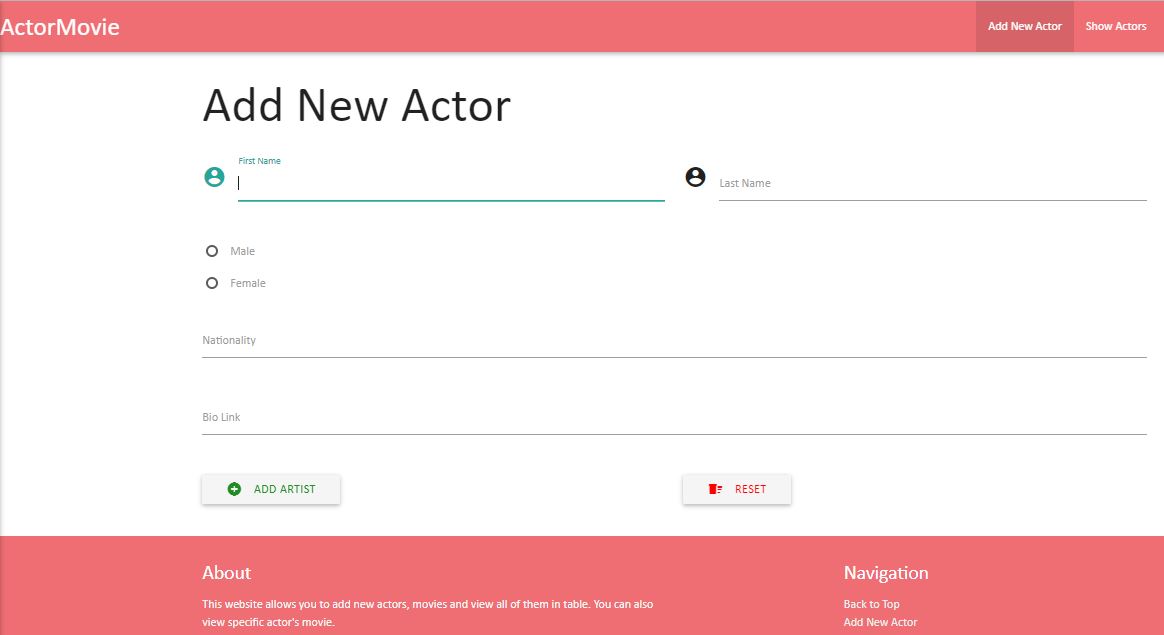 ActorMovie
Add New Actor
Show Actors
Add New Actor
First Name
Last Name
Male
Female
Nationality
Bio Link
ADD ARTIST
RESET
About
This website allows you to add new actors, movies and view all of them in table. You can also
view specific actor's movie.
Navigation
Back to Top
Add New Actor